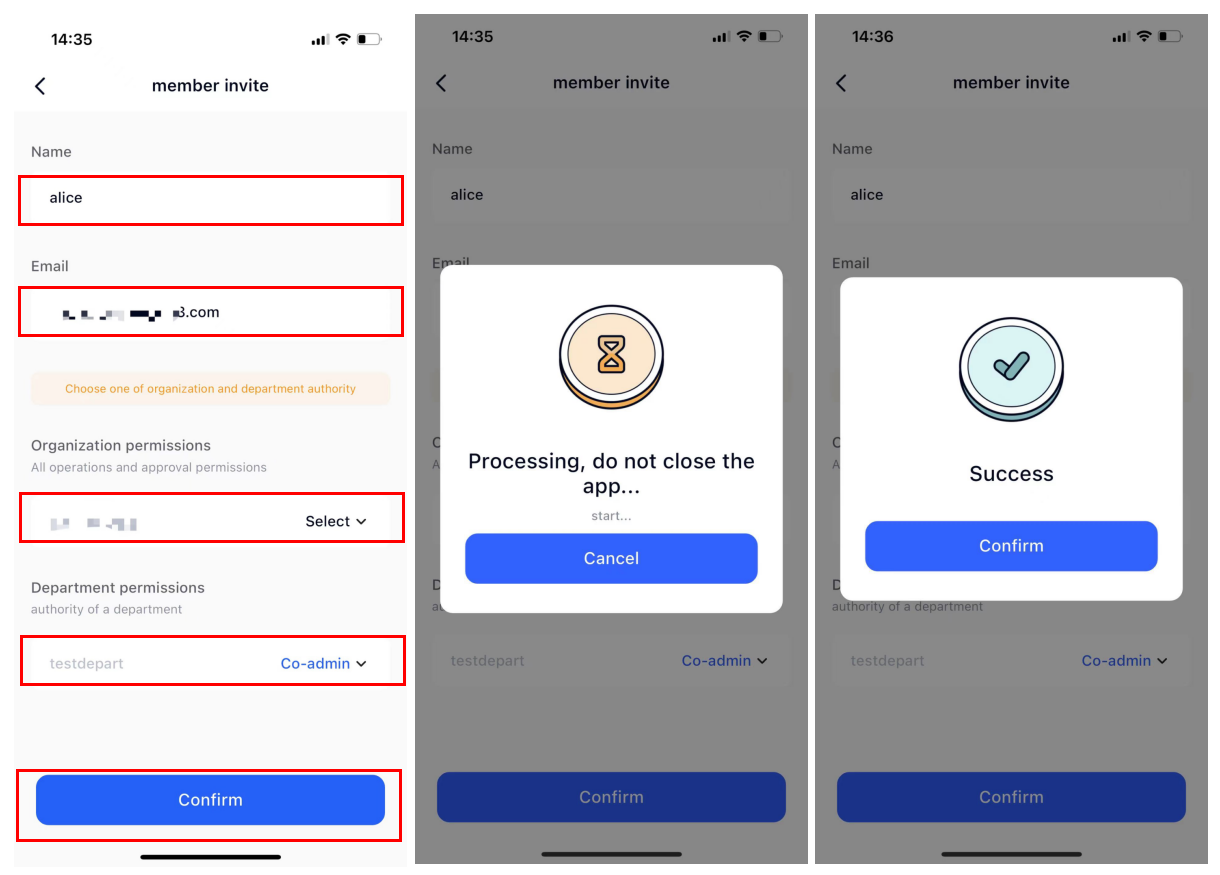 14:35
member invite
Name
alice
Email
3.com
Choose one of organization and department authority
Organization permissions
All operations and approval permissions
Select
Department permissions
authority of a department
testdepart Co-admin
Confirm
14:35
member invite
Name
alice
Email
Processing, do not close the
app...
start...
Cancel
testdepart Co-admin
Confirm
14:36
member invite
Name
alice
Email
Success
Confirm
authority of a department
testdepart Co-admin
Confirm